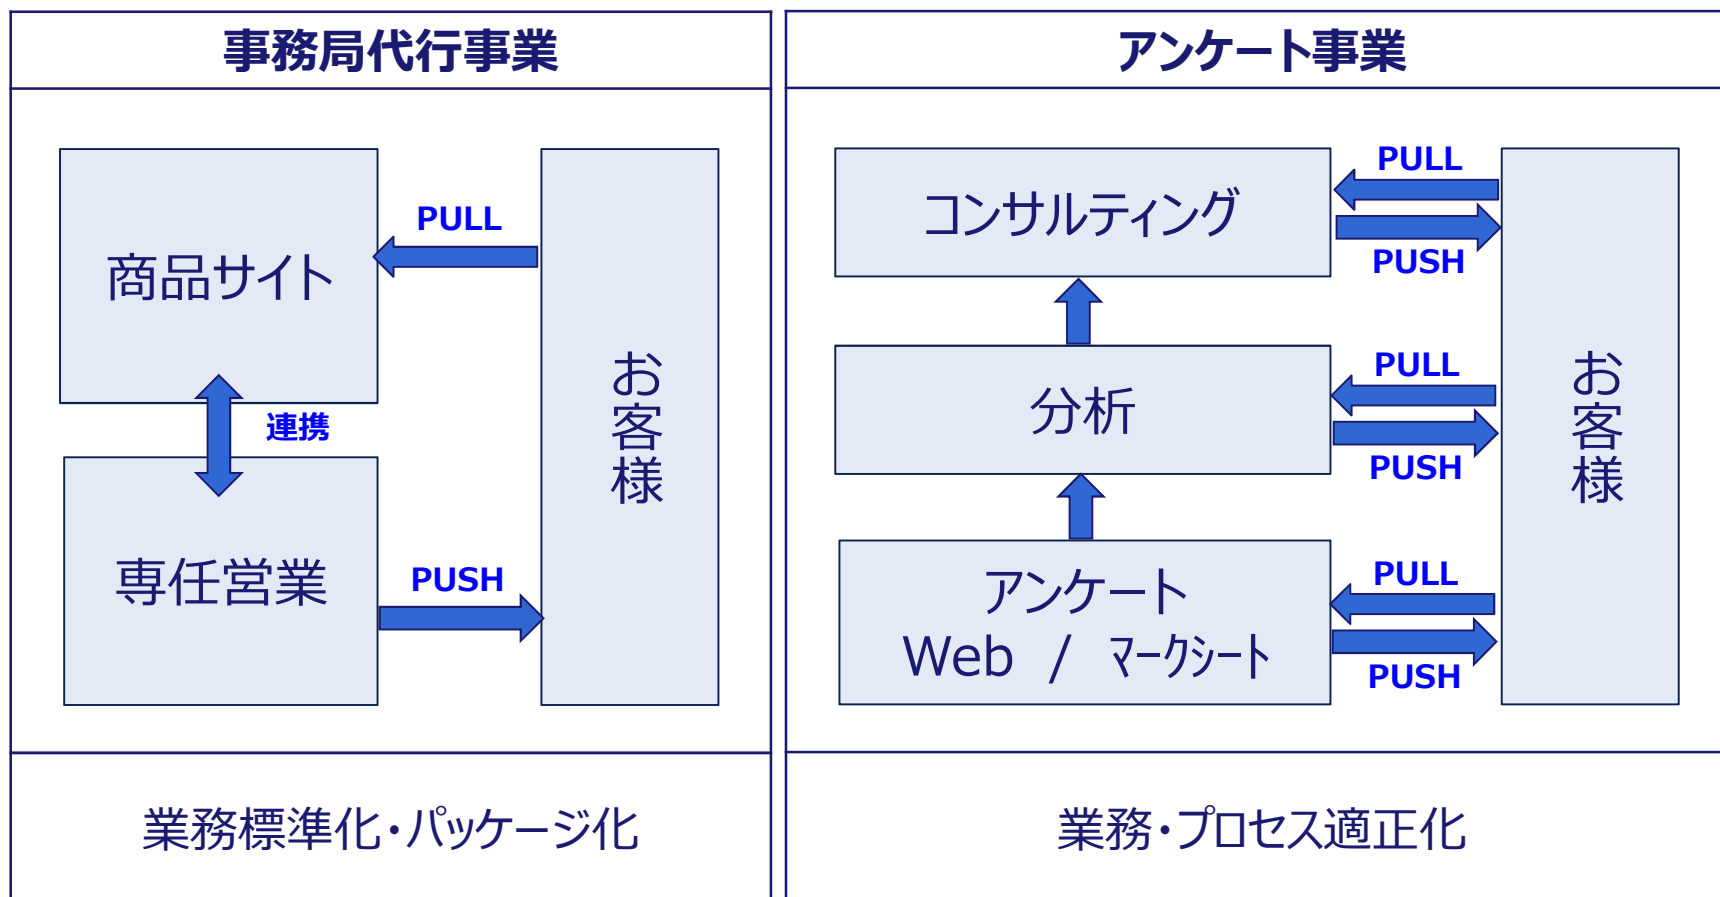 事務局代行事業
商品サイト
PULL
連携
専任営業
PUSH
お客様
業務標準化・パッケージ化
アンケート事業
コンサルティング
PULL
PUSH
分析
PULL
PUSH
アンケート
Web / マークシート
PULL
PUSH
お客様
業務・プロセス適正化